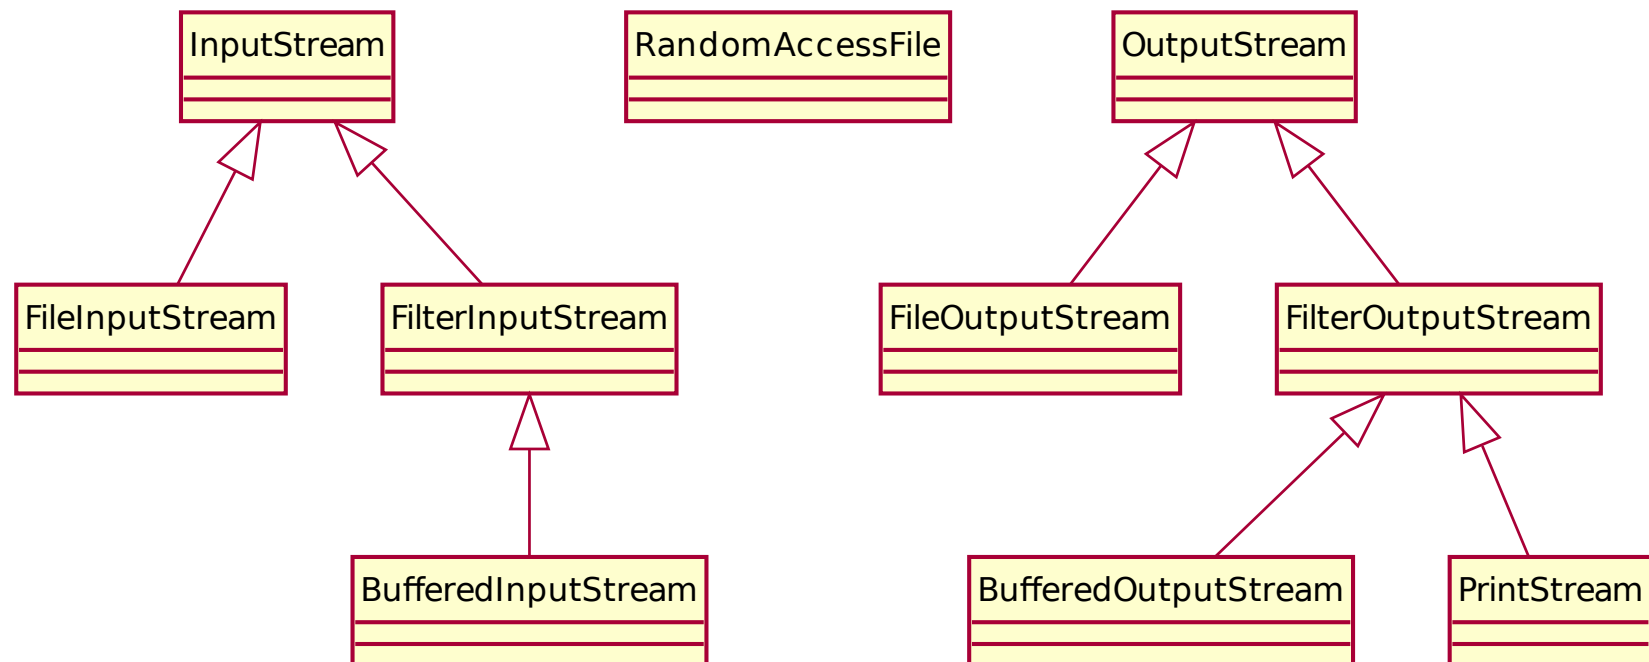 InputStream
RandomAccessFile
OutputStream
FileInputStream
FilterInputStream
FileOutputStream
FilterOutputStream
BufferedInputStream
BufferedOutputStream
PrintStream